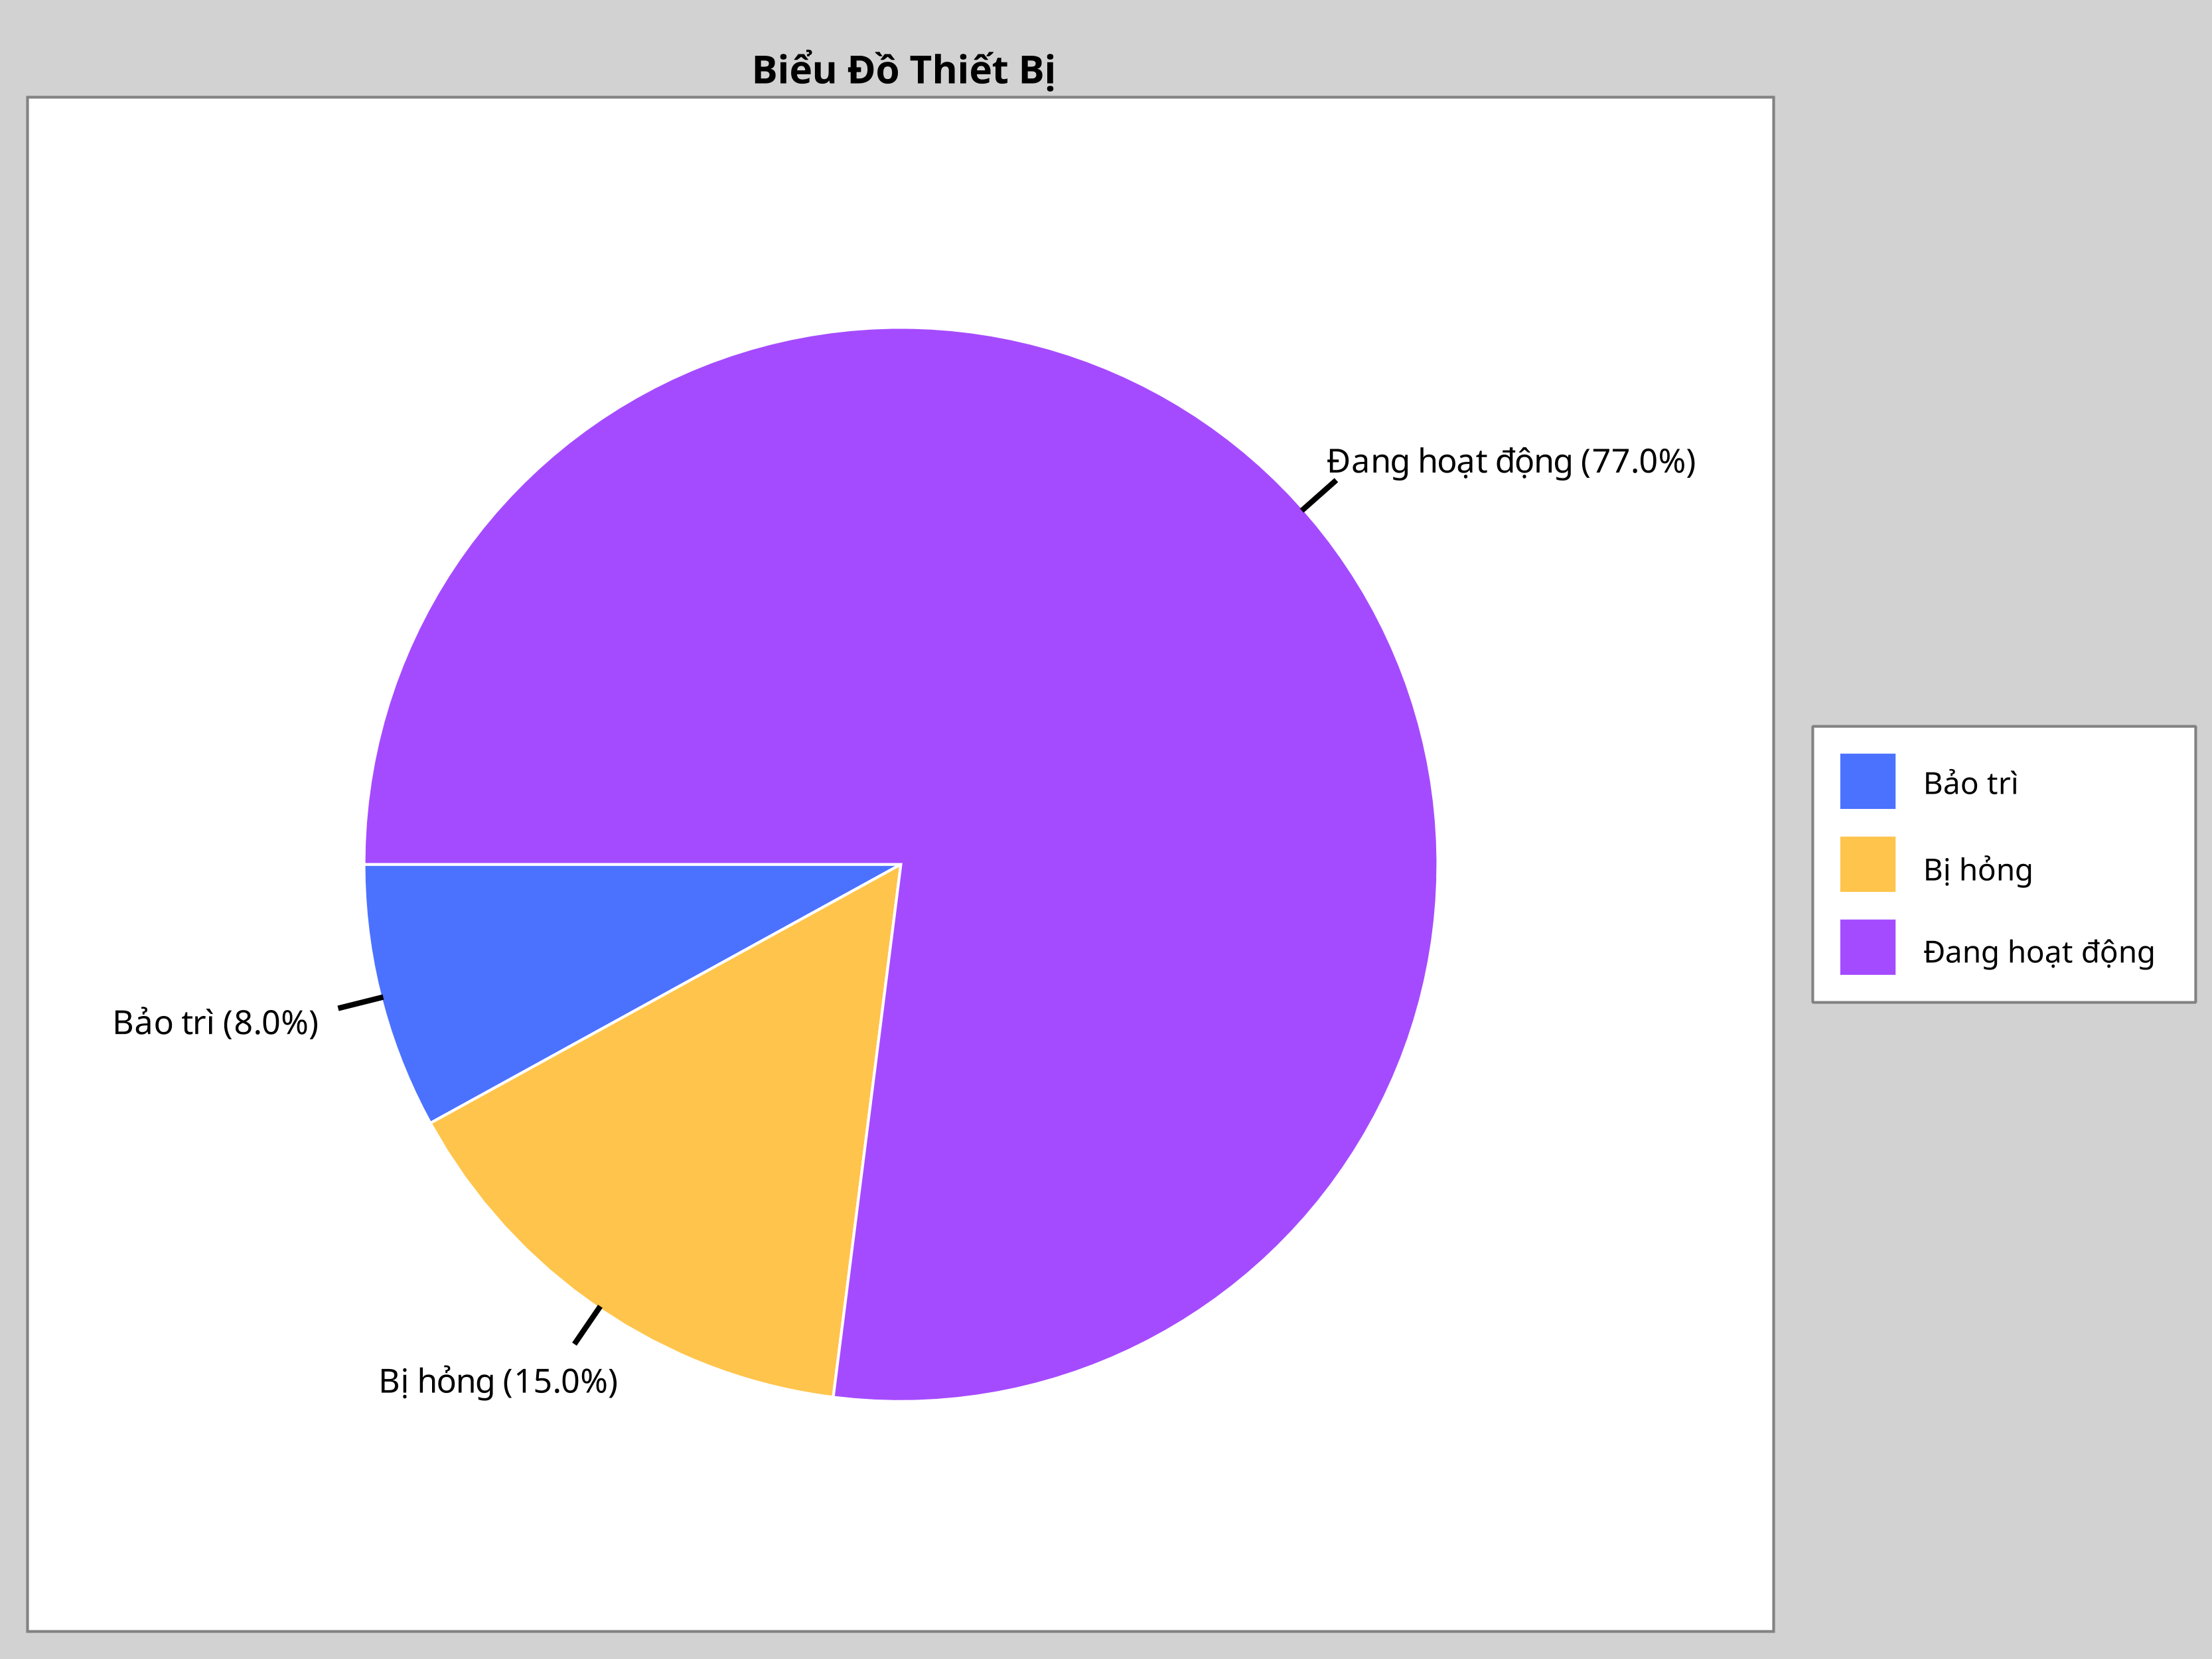 Biểu Đồ Thiết Bị
Đang hoạt động (77.0%)
Bảo trì (8.0%)
Bị hỏng (15.0%)
Bảo trì
Bị hỏng
Đang hoạt động